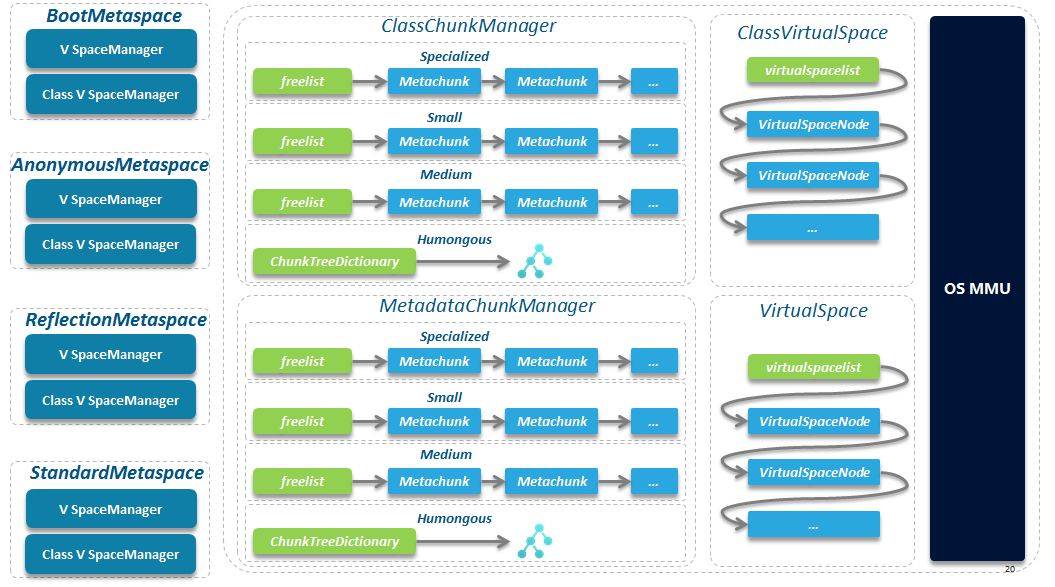 BootMetaspace
V SpaceManager
Class V SpaceManager
AnonymousMetaspace
V SpaceManager
Class V SpaceManager
ReflectionMetaspace
V SpaceManager
Class V SpaceManager
StandardMetaspace
V SpaceManager
Class V SpaceManager
ClassChunkManager
Specialized
freelist
Metachunk
Metachunk
...
Small
freelist
Metachunk
Metachunk
...
Medium
freelist
Metachunk
Metachunk
...
Humongous
ChunkTreeDictionary
MetadataChunkManager
Specialized
freelist
Metachunk
Metachunk
...
Small
freelist
Metachunk
Metachunk
...
Medium
freelist
Metachunk
Metachunk
...
Humongous
ChunkTreeDictionary
ClassVirtualSpace
virtualspacelist
VirtualSpaceNode
VirtualSpaceNode
...
VirtualSpace
virtualspacelist
VirtualSpaceNode
VirtualSpaceNode
...
OS MMU
20